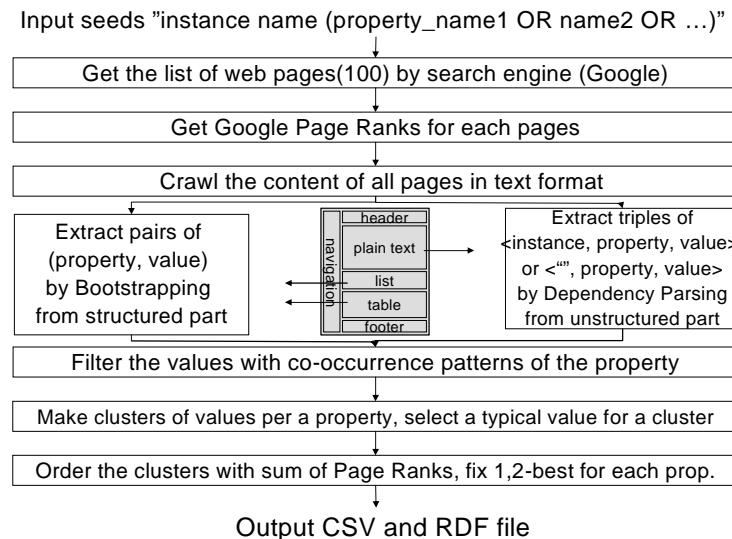 Input seeds ”instance name (property_name1 OR name2 OR …)”
Get the list of web pages(100) by search engine (Google)
Get Google Page Ranks for each pages
Crawl the content of all pages in text format
Extract pairs of
(property, value)
by Bootstrapping
from structured part
navigation
header
plain text
list
table
footer
Extract triples of
<instance, property, value>
or <“”, property, value>
by Dependency Parsing
from unstructured part
Filter the values with co-occurrence patterns of the property
Make clusters of values per a property, select a typical value for a cluster
Order the clusters with sum of Page Ranks, fix 1,2-best for each prop.
Output CSV and RDF file